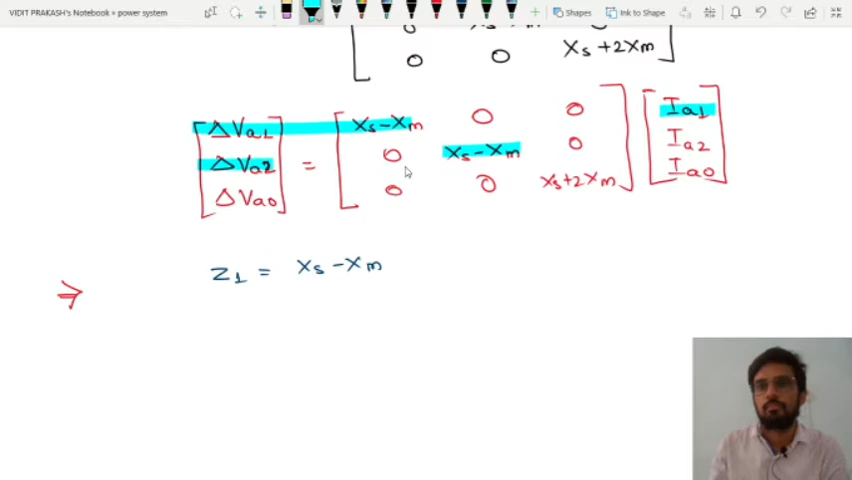 VIDIT PRAKASH's Notebook » power system
Shapes
Ink to Shape
0 0 Xs+2Xm
[ΔVa1] [Xs-Xm 0 0] [Ia1]
[ΔVa2] = [0 Xs-Xm 0] [Ia2]
[ΔVa0] [0 0 Xs+2Xm] [Ia0]
⇒ Z1 = Xs-Xm